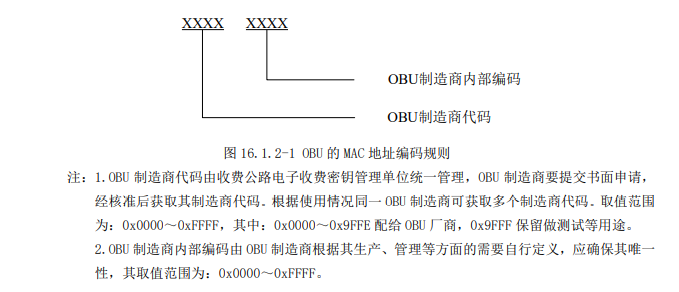 XXXX XXXX
OBU制造商内部编码
OBU制造商代码
图 16.1.2-1 OBU 的 MAC 地址编码规则
注：1.OBU 制造商代码由收费公路电子收费密钥管理单位统一管理，OBU 制造商要提交书面申请，
经核准后获取其制造商代码。根据使用情况同一 OBU 制造商可获取多个制造商代码。取值范围
为：0x0000～0xFFFF，其中：0x0000～0x9FFE 配给 OBU 厂商，0x9FFF 保留做测试等用途。
2.OBU 制造商内部编码由 OBU 制造商根据其生产、管理等方面的需要自行定义，应确保其唯一
性，其取值范围为：0x0000～0xFFFF。